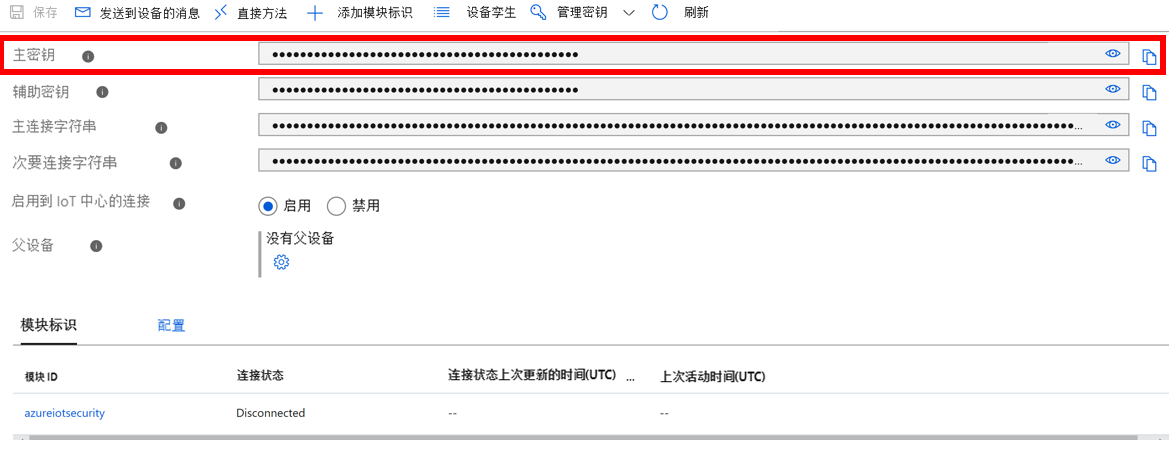 保存 发送到设备的消息 直接方法 添加模块标识 设备孪生 管理密钥 刷新
主密钥 ••••••••••••••••••••••••••••••••••••••••••••
辅助密钥 ••••••••••••••••••••••••••••••••••••••••••••
主连接字符串 ...
次要连接字符串 ...
启用到 IoT 中心的连接 启用 禁用
父设备 没有父设备
模块标识 配置
模块 ID 连接状态 连接状态上次更新的时间(UTC) ... 上次活动时间(UTC)
azureiotsecurity Disconnected -- --